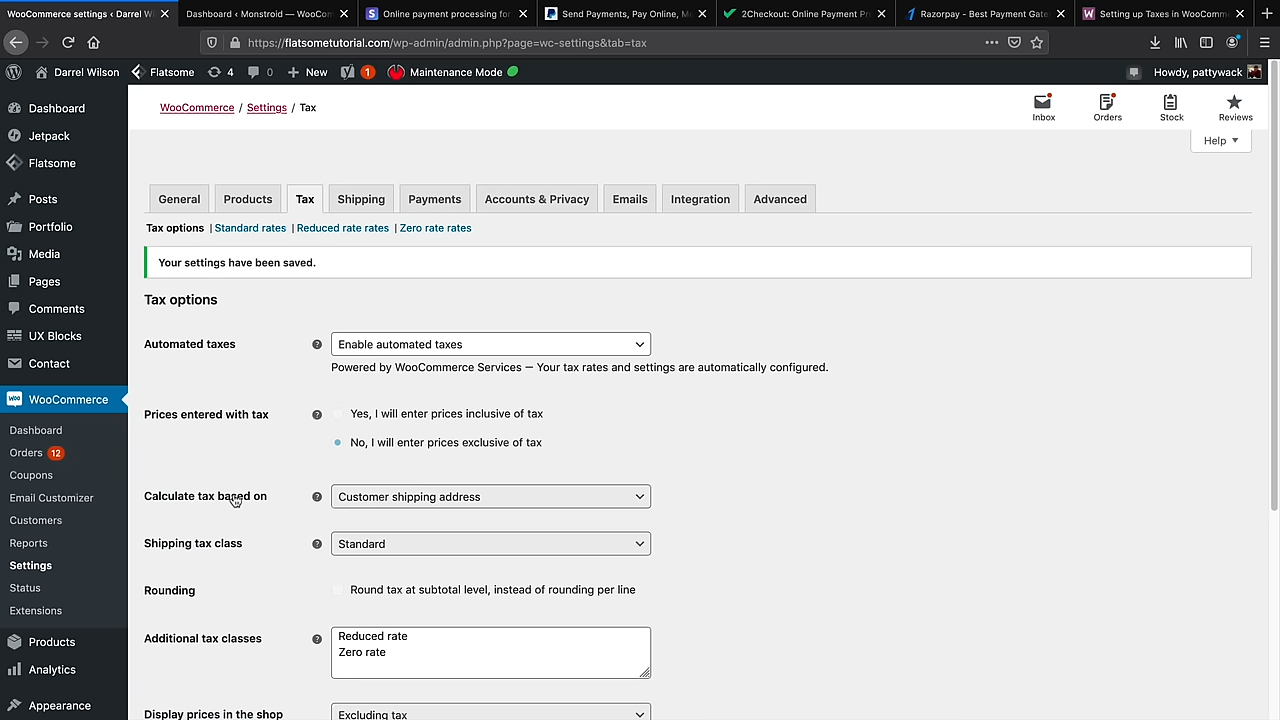 WooCommerce settings ‹ Darrel Wil
Dashboard ‹ Monstroid — WooCom
Online payment processing for
Send Payments, Pay Online, M
2Checkout: Online Payment Pr
Razorpay - Best Payment Gate
Setting up Taxes in WooComm
https://flatsometutorial.com/wp-admin/admin.php?page=wc-settings&tab=tax
Darrel Wilson
Flatsome
4
0
New
1
Maintenance Mode
Howdy, pattywack
Dashboard
Jetpack
Flatsome
Posts
Portfolio
Media
Pages
Comments
UX Blocks
Contact
WooCommerce
Dashboard
Orders 12
Coupons
Email Customizer
Customers
Reports
Settings
Status
Extensions
Products
Analytics
Appearance
WooCommerce / Settings / Tax
Inbox
Orders
Stock
Reviews
Help
General
Products
Tax
Shipping
Payments
Accounts & Privacy
Emails
Integration
Advanced
Tax options | Standard rates | Reduced rate rates | Zero rate rates
Your settings have been saved.
Tax options
Automated taxes
Enable automated taxes
Powered by WooCommerce Services — Your tax rates and settings are automatically configured.
Prices entered with tax
Yes, I will enter prices inclusive of tax
No, I will enter prices exclusive of tax
Calculate tax based on
Customer shipping address
Shipping tax class
Standard
Rounding
Round tax at subtotal level, instead of rounding per line
Additional tax classes
Reduced rate
Zero rate
Display prices in the shop
Excluding tax